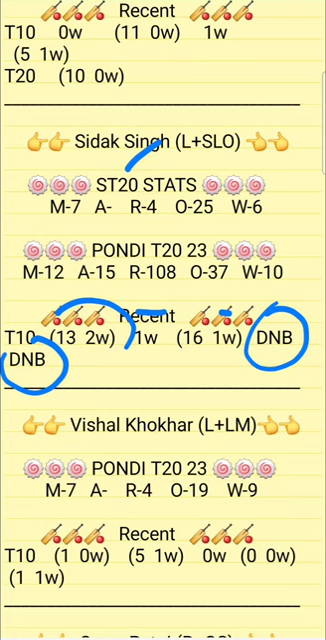 Recent
T10 0w (11 0w) 1w
(5 1w)
T20 (10 0w)
Sidak Singh (L+SLO)
ST20 STATS
M-7 A- R-4 O-25 W-6
PONDI T20 23
M-12 A-15 R-108 O-37 W-10
Recent
T10 (13 2w) 1w (16 1w) DNB
DNB
Vishal Khokhar (L+LM)
PONDI T20 23
M-7 A- R-4 O-19 W-9
Recent
T10 (1 0w) (5 1w) 0w (0 0w)
(1 1w)